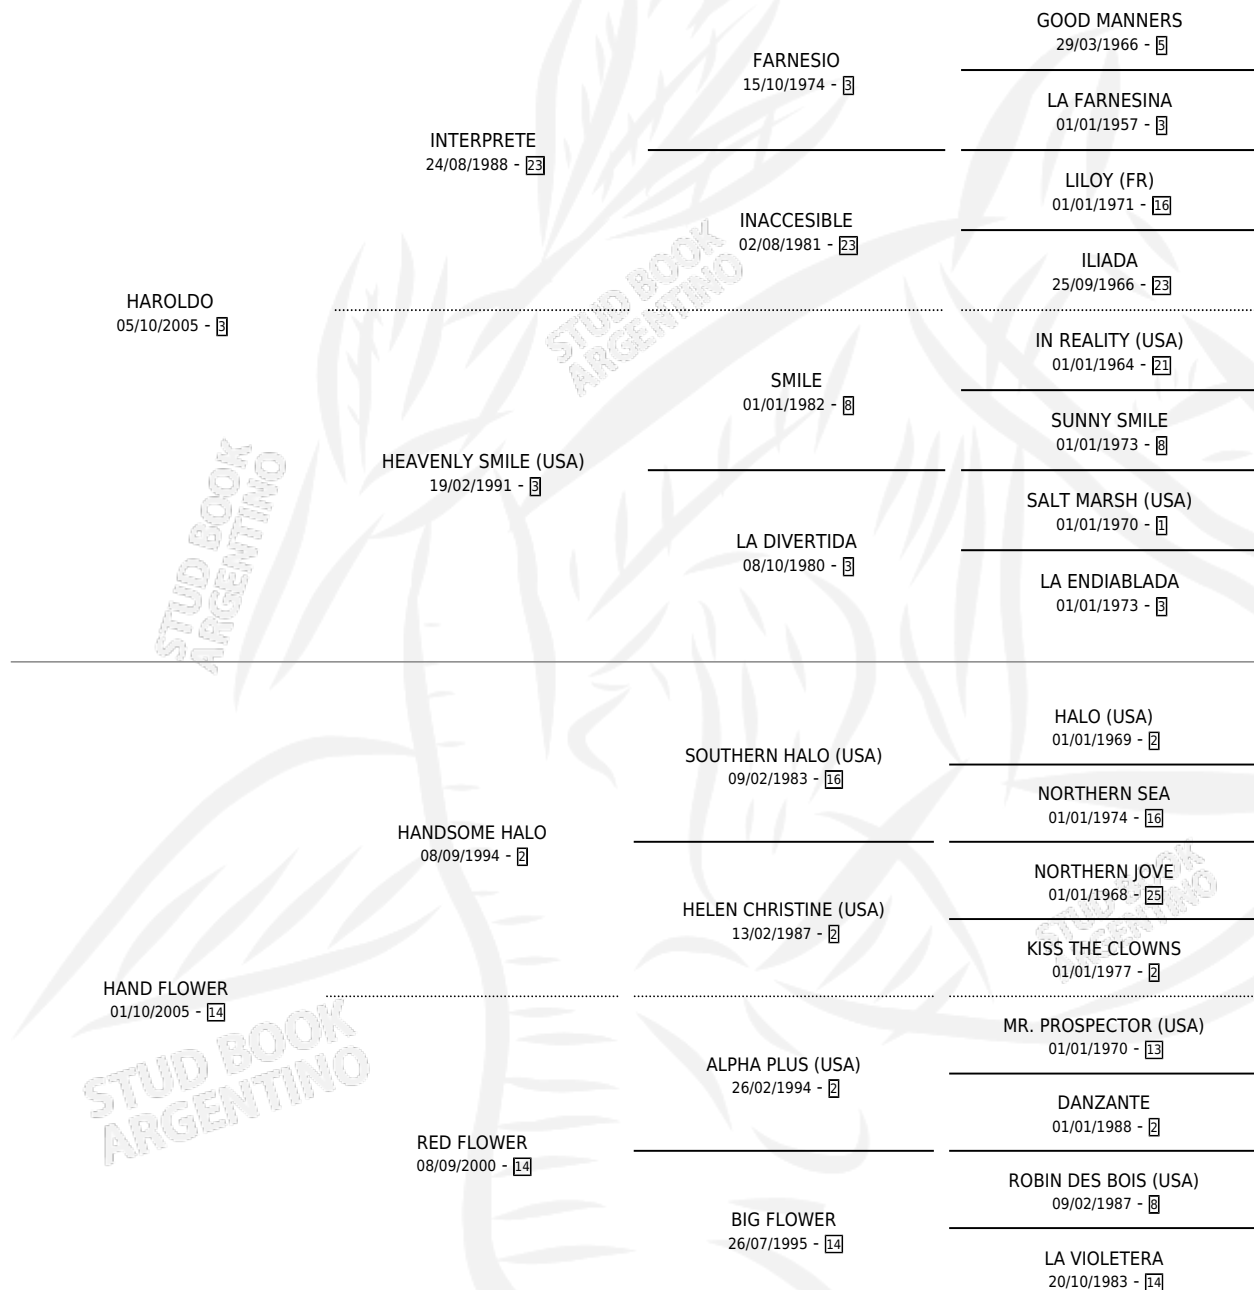 GOOD MANNERS
29/03/1966 - 5
FARNESIO
15/10/1974 - 3
LA FARNESINA
01/01/1957 - 3
INTERPRETE
24/08/1988 - 23
LILOY (FR)
01/01/1971 - 16
INACCESIBLE
02/08/1981 - 23
ILIADA
25/09/1966 - 23
HAROLDO
05/10/2005 - 3
IN REALITY (USA)
01/01/1964 - 21
SMILE
01/01/1982 - 8
SUNNY SMILE
01/01/1973 - 8
HEAVENLY SMILE (USA)
19/02/1991 - 3
SALT MARSH (USA)
01/01/1970 - 1
LA DIVERTIDA
08/10/1980 - 3
LA ENDIABLADA
01/01/1973 - 3
STUD BOOK
ARGENTINO
STUD BOOK
ARGENTINO
HALO (USA)
01/01/1969 - 2
SOUTHERN HALO (USA)
09/02/1983 - 16
NORTHERN SEA
01/01/1974 - 16
HANDSOME HALO
08/09/1994 - 2
NORTHERN JOVE
01/01/1968 - 25
HELEN CHRISTINE (USA)
13/02/1987 - 2
KISS THE CLOWNS
01/01/1977 - 2
HAND FLOWER
01/10/2005 - 14
MR. PROSPECTOR (USA)
01/01/1970 - 13
ALPHA PLUS (USA)
26/02/1994 - 2
DANZANTE
01/01/1988 - 2
RED FLOWER
08/09/2000 - 14
ROBIN DES BOIS (USA)
09/02/1987 - 8
BIG FLOWER
26/07/1995 - 14
LA VIOLETERA
20/10/1983 - 14
STUD BOOK
ARGENTINO
STUD BOOK
ARGENTINO